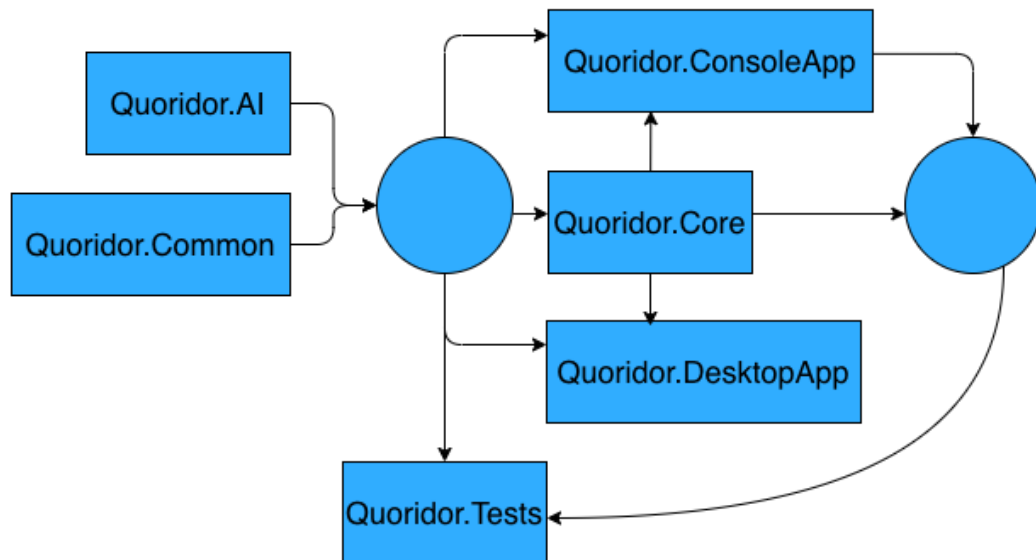 Quoridor.ConsoleApp
Quoridor.AI
Quoridor.Core
Quoridor.Common
Quoridor.DesktopApp
Quoridor.Tests